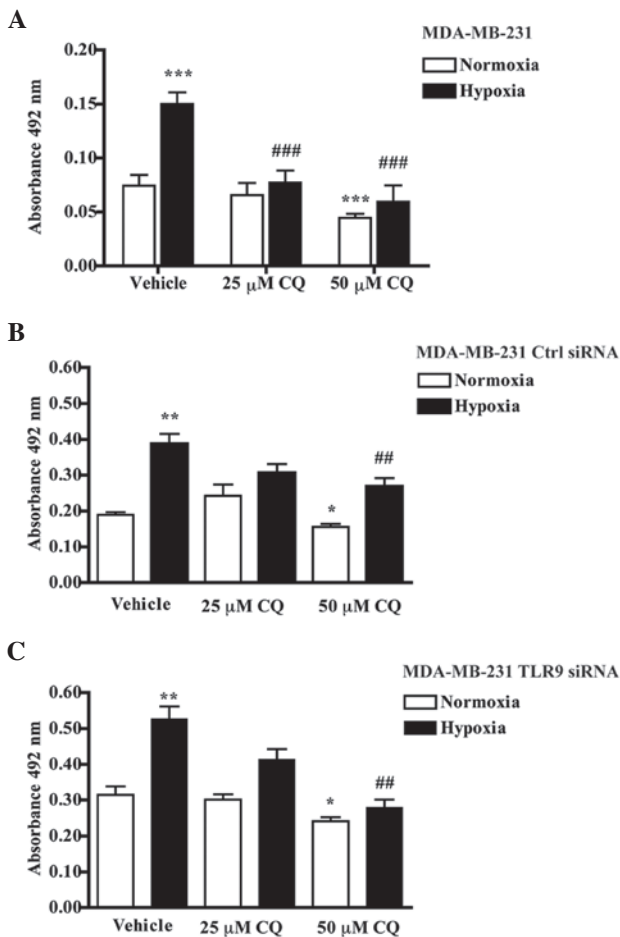 A
MDA-MB-231
Normoxia
Hypoxia
Absorbance 492 nm
0.20
0.15
0.10
0.05
0.00
***
###
***
###
Vehicle
25 μM CQ
50 μM CQ
B
MDA-MB-231 Ctrl siRNA
Normoxia
Hypoxia
Absorbance 492 nm
0.60
0.50
0.40
0.30
0.20
0.10
0.00
**
*
##
Vehicle
25 μM CQ
50 μM CQ
C
MDA-MB-231 TLR9 siRNA
Normoxia
Hypoxia
Absorbance 492 nm
0.60
0.50
0.40
0.30
0.20
0.10
0.00
**
*
##
Vehicle
25 μM CQ
50 μM CQ